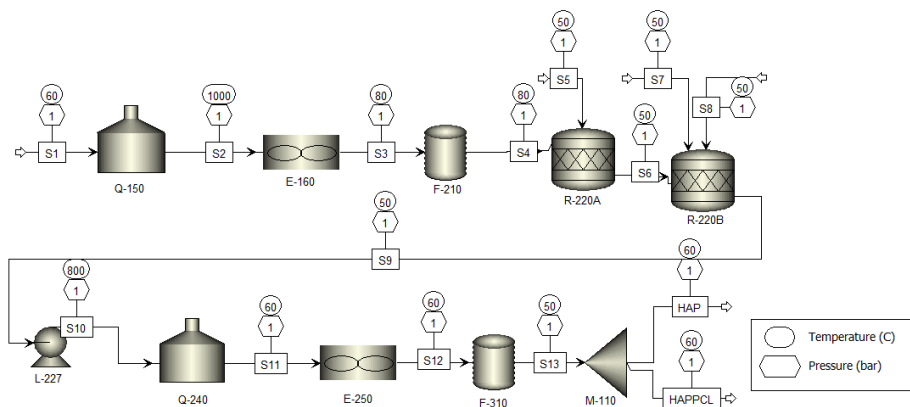 50
1
S5
50
1
S7
50
1
S8
60
1
S1
1000
1
S2
80
1
S3
80
1
S4
50
1
S6
Q-150
E-160
F-210
R-220A
R-220B
50
1
S9
800
1
S10
60
1
S11
60
1
S12
50
1
S13
60
1
HAP
60
1
HAPPCL
L-227
Q-240
E-250
F-310
M-110
Temperature (C)
Pressure (bar)